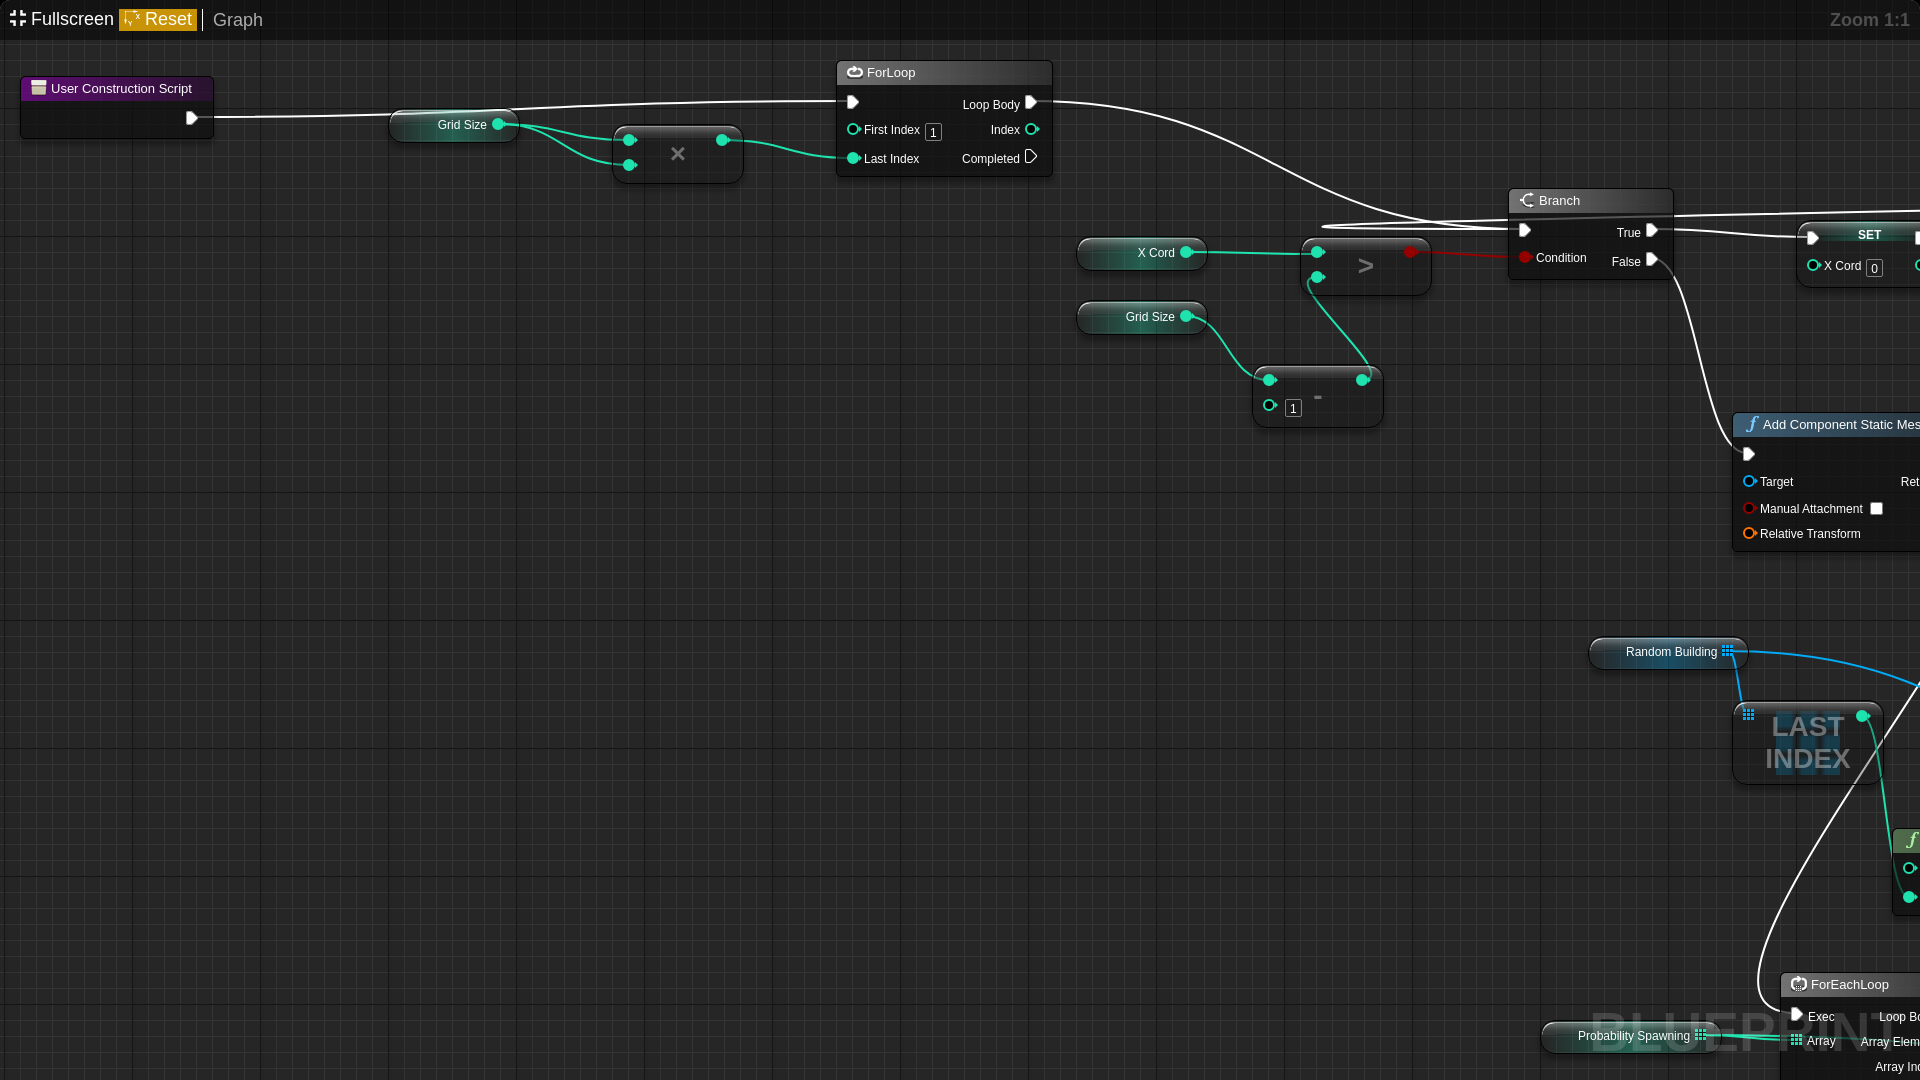 Fullscreen Reset Graph
Zoom 1:1
User Construction Script
Grid Size
×
ForLoop
Loop Body
First Index 1
Index
Last Index
Completed
Branch
True
Condition
False
SET
X Cord 0
X Cord
>
Grid Size
1
-
Add Component Static Mes
Target
Ret
Manual Attachment
Relative Transform
Random Building
LAST
INDEX
f
ForEachLoop
Exec
Loop Bo
Probability Spawning
Array
Array Elem
Array Ind
BLUEPRINT